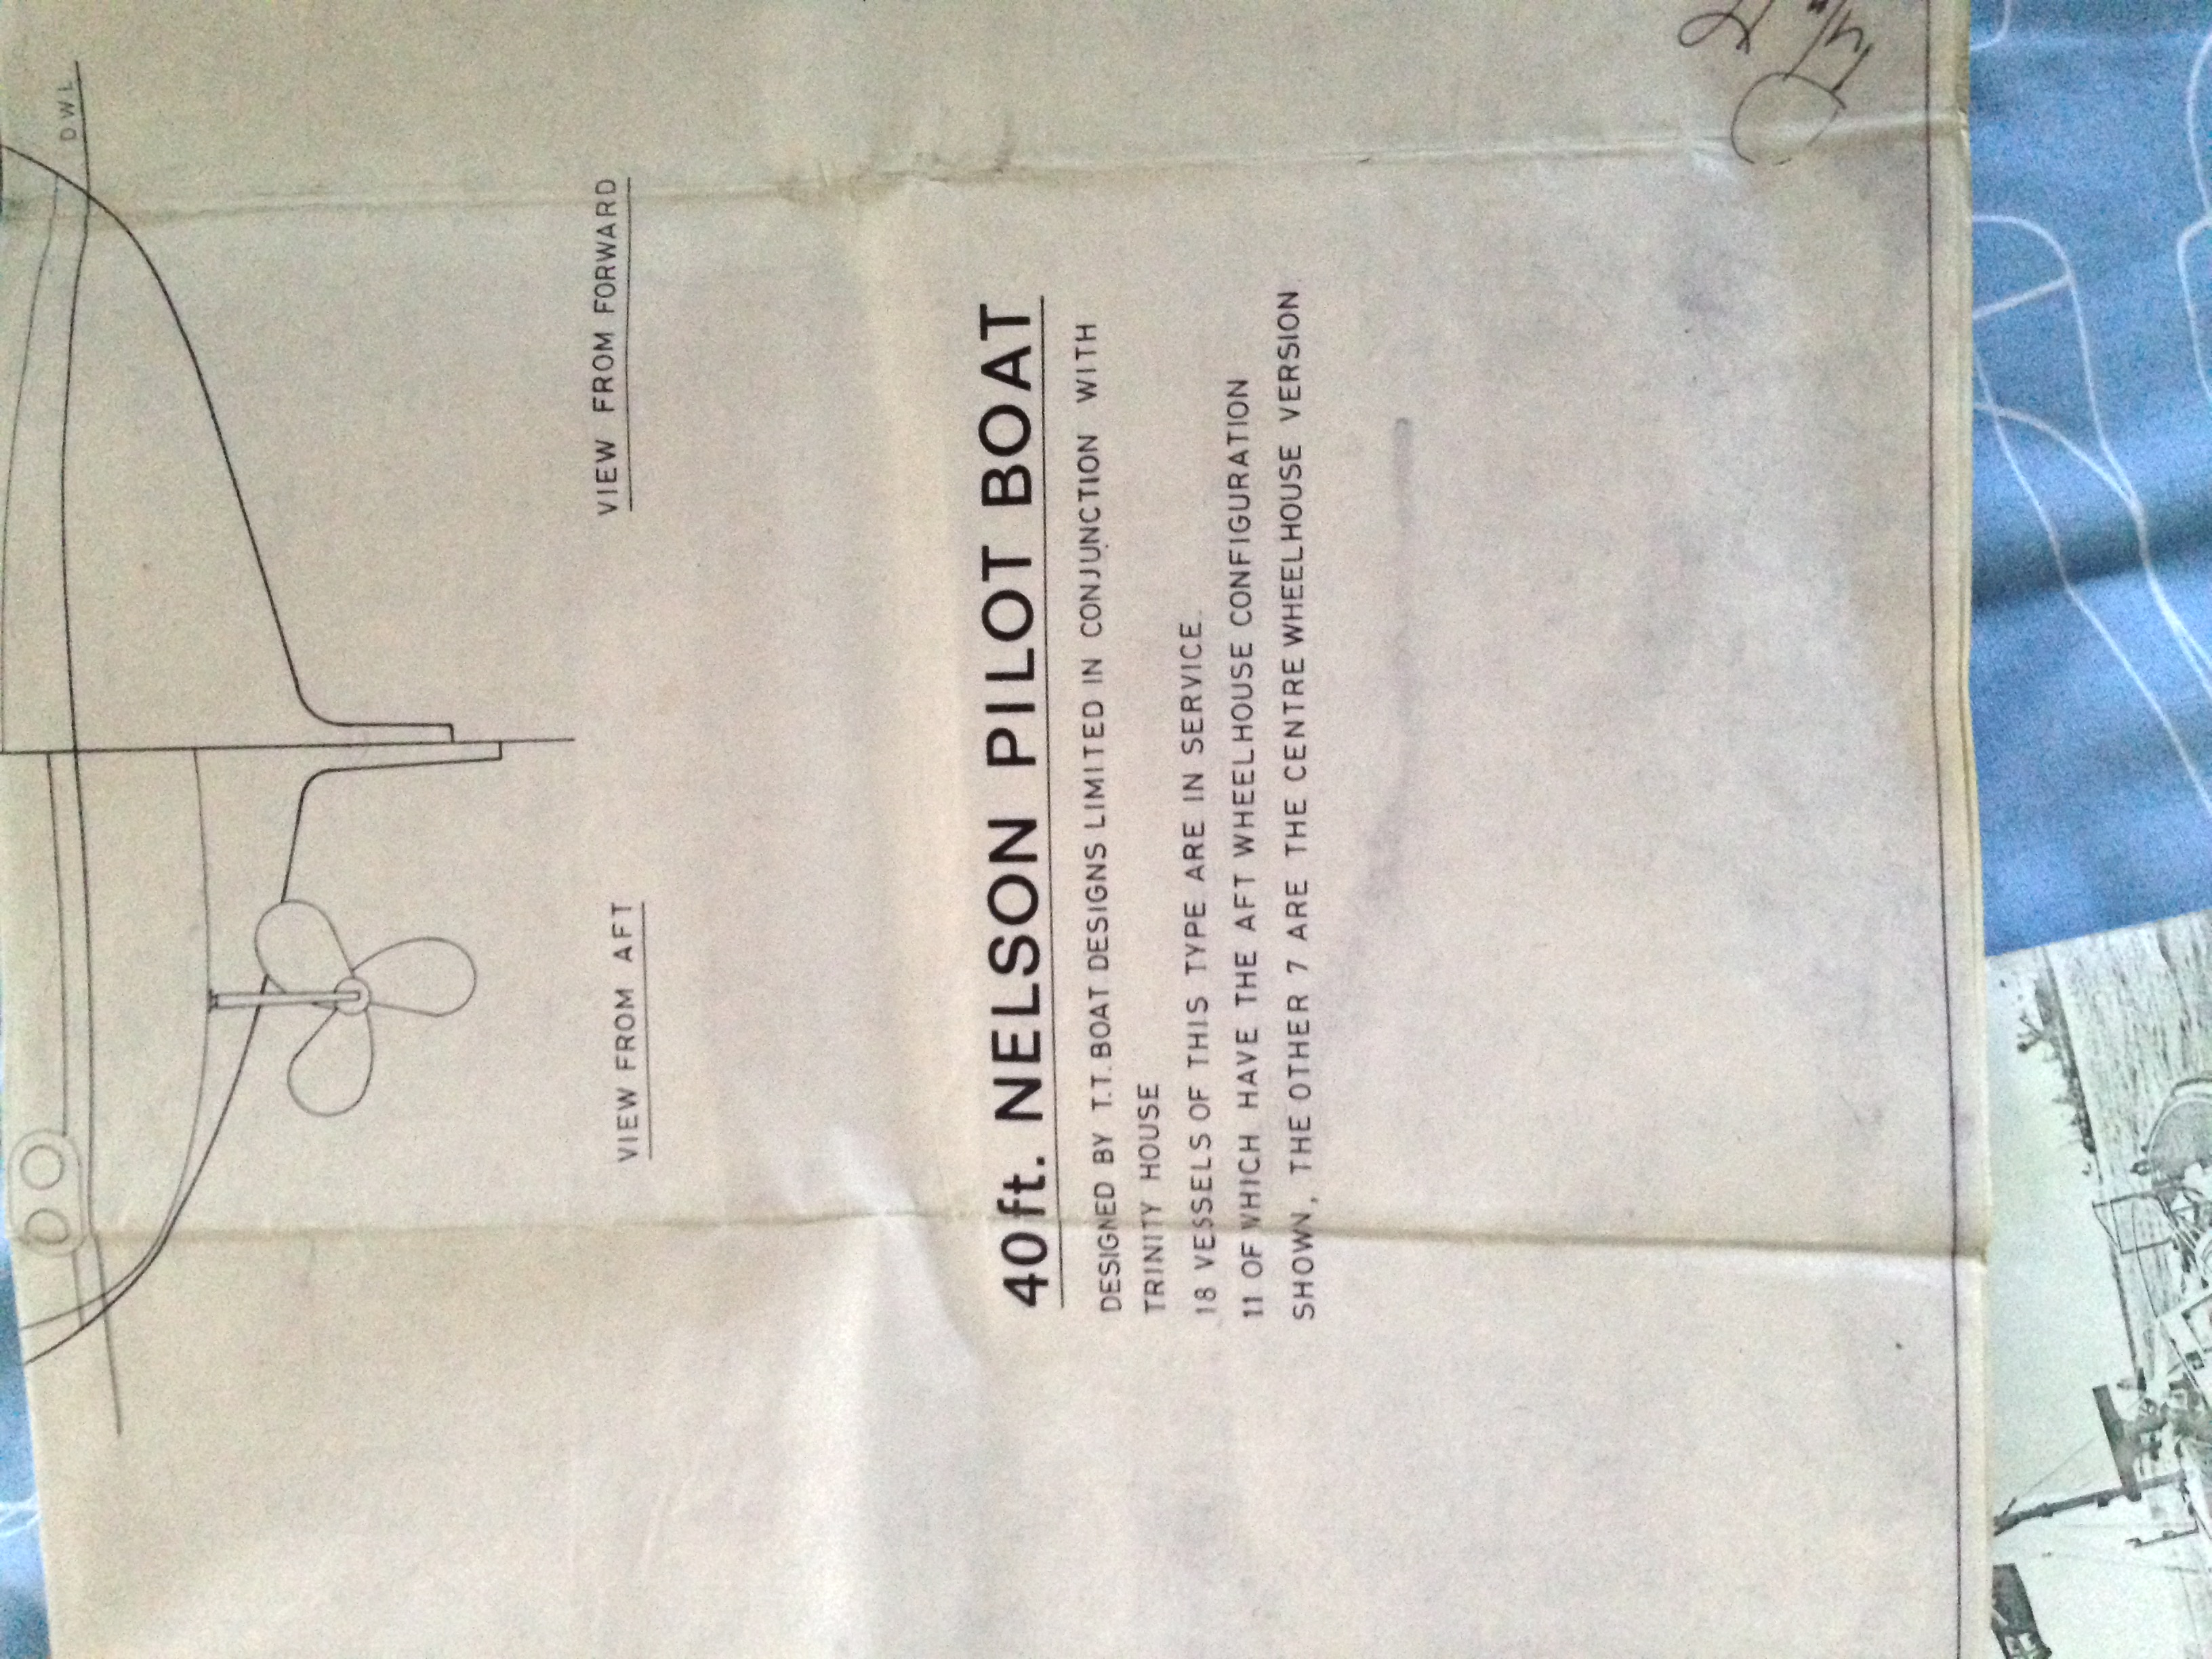 DWL
VIEW FROM AFT
VIEW FROM FORWARD
40ft. NELSON PILOT BOAT
DESIGNED BY T.T. BOAT DESIGNS LIMITED IN CONJUNCTION WITH
TRINITY HOUSE
18 VESSELS OF THIS TYPE ARE IN SERVICE.
11 OF WHICH HAVE THE AFT WHEELHOUSE CONFIGURATION
SHOWN, THE OTHER 7 ARE THE CENTRE WHEELHOUSE VERSION